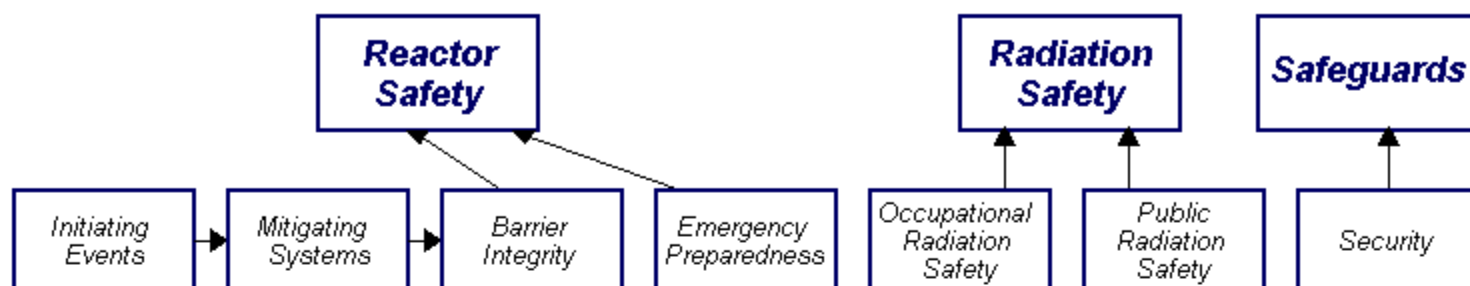 Reactor
Safety
Radiation
Safety
Safeguards
Initiating
Events
Mitigating
Systems
Barrier
Integrity
Emergency
Preparedness
Occupational
Radiation
Safety
Public
Radiation
Safety
Security